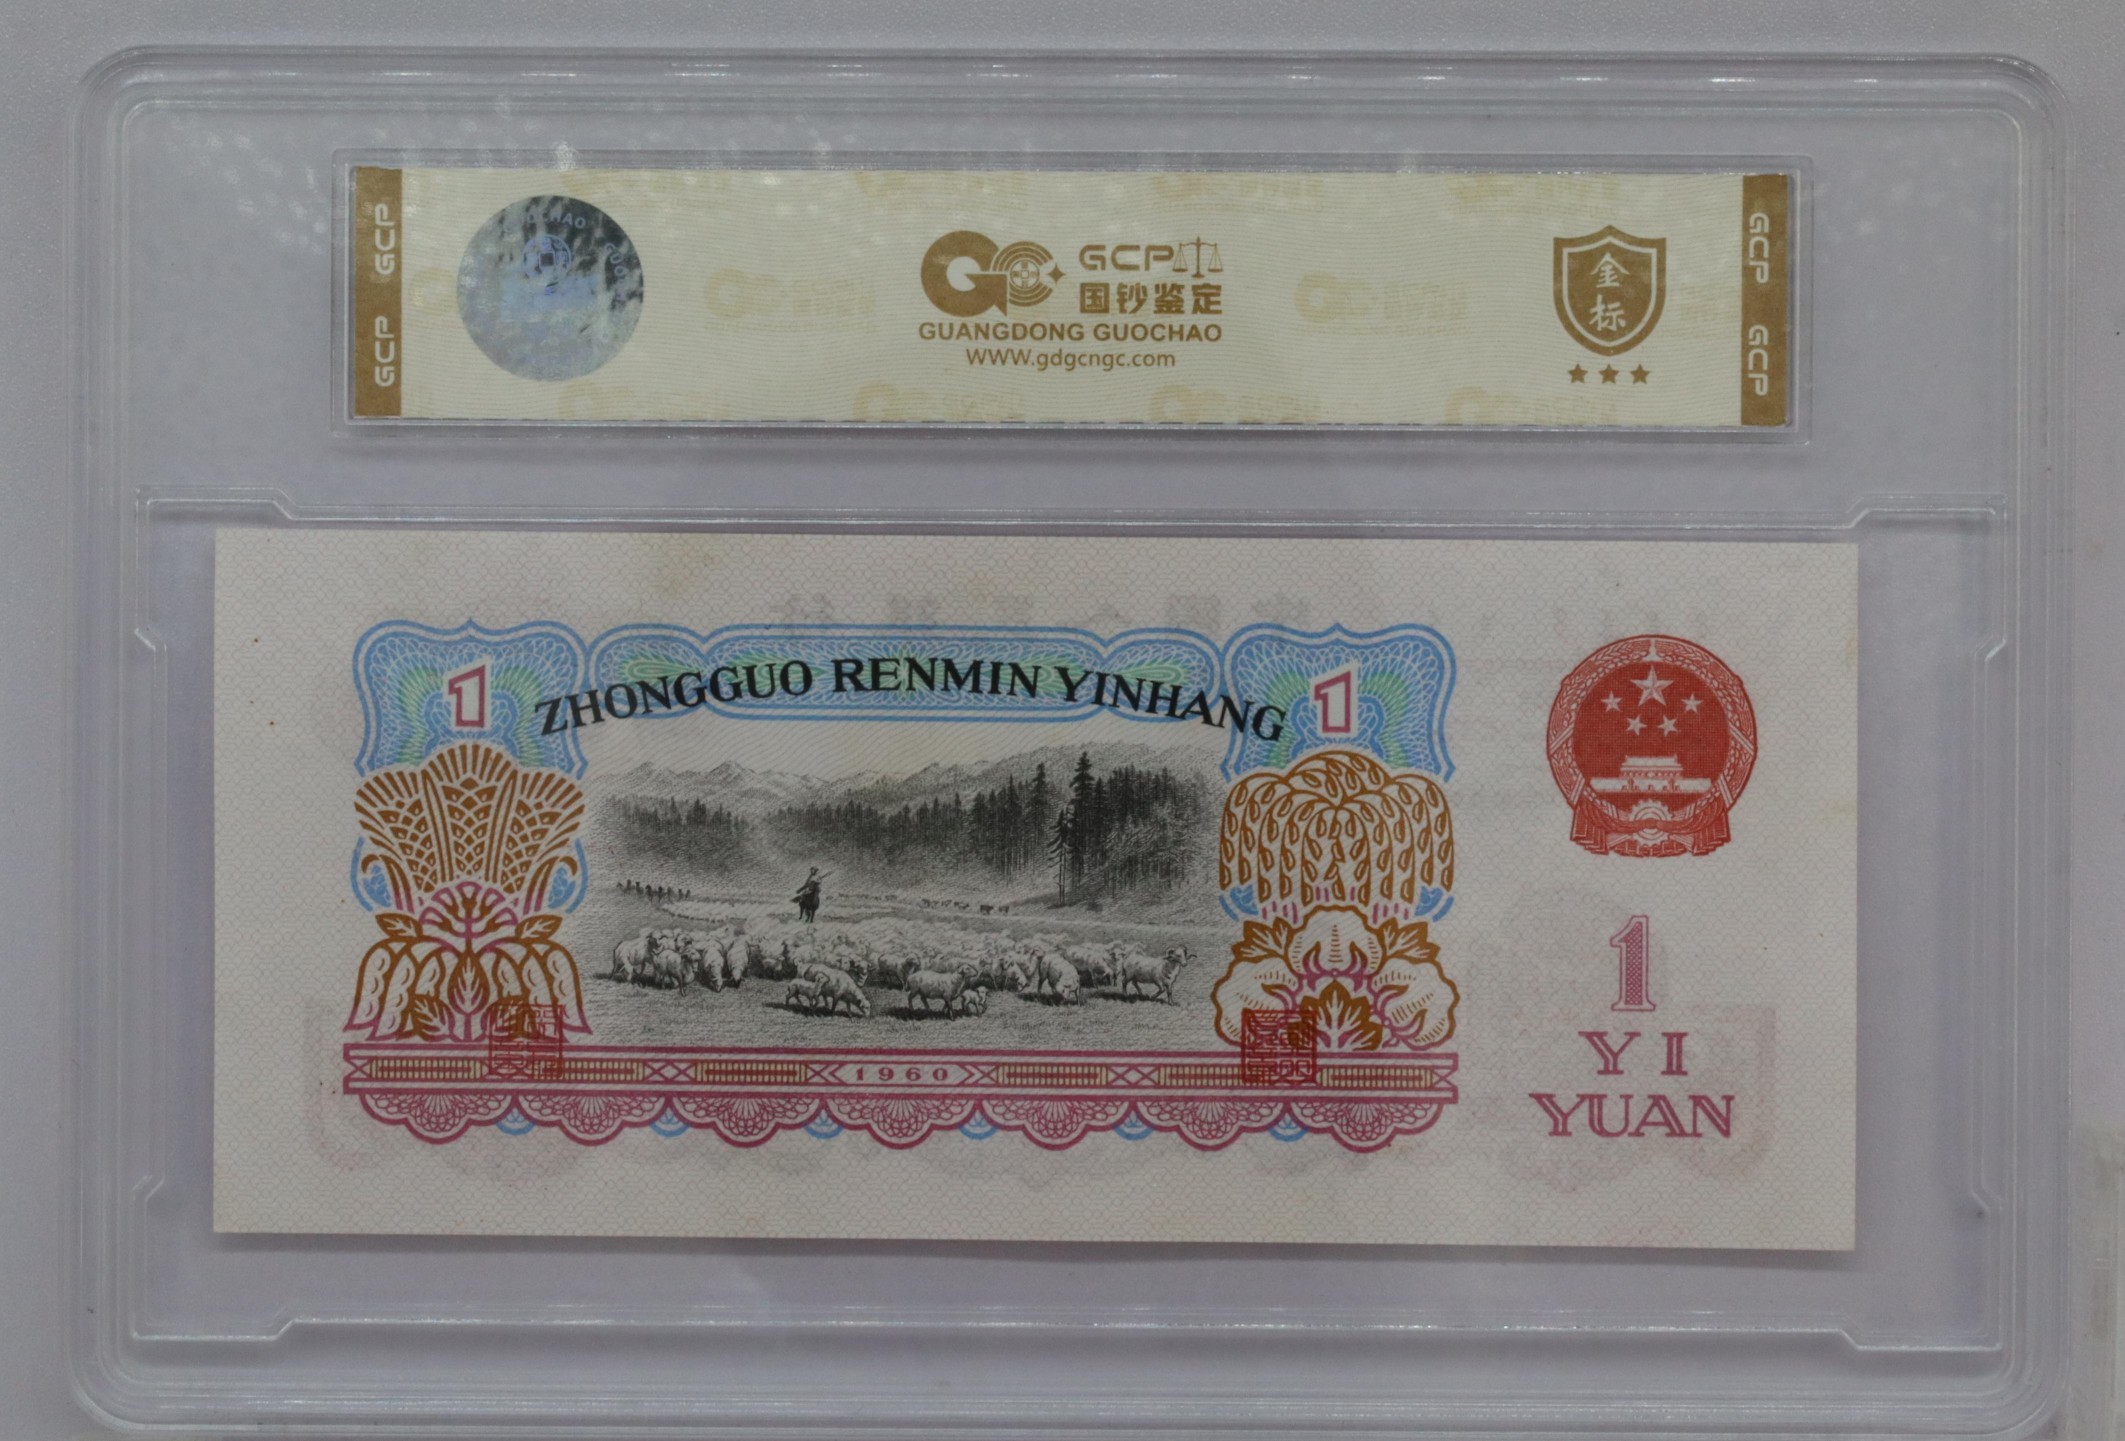 GCP GCP
GUOCHAO
GCP
国钞鉴定
GUANGDONG GUOCHAO
WWW.gdgcngc.com
金标
GCP GCP
1
ZHONGGUO RENMIN YINHANG
1
1960
1
YI
YUAN